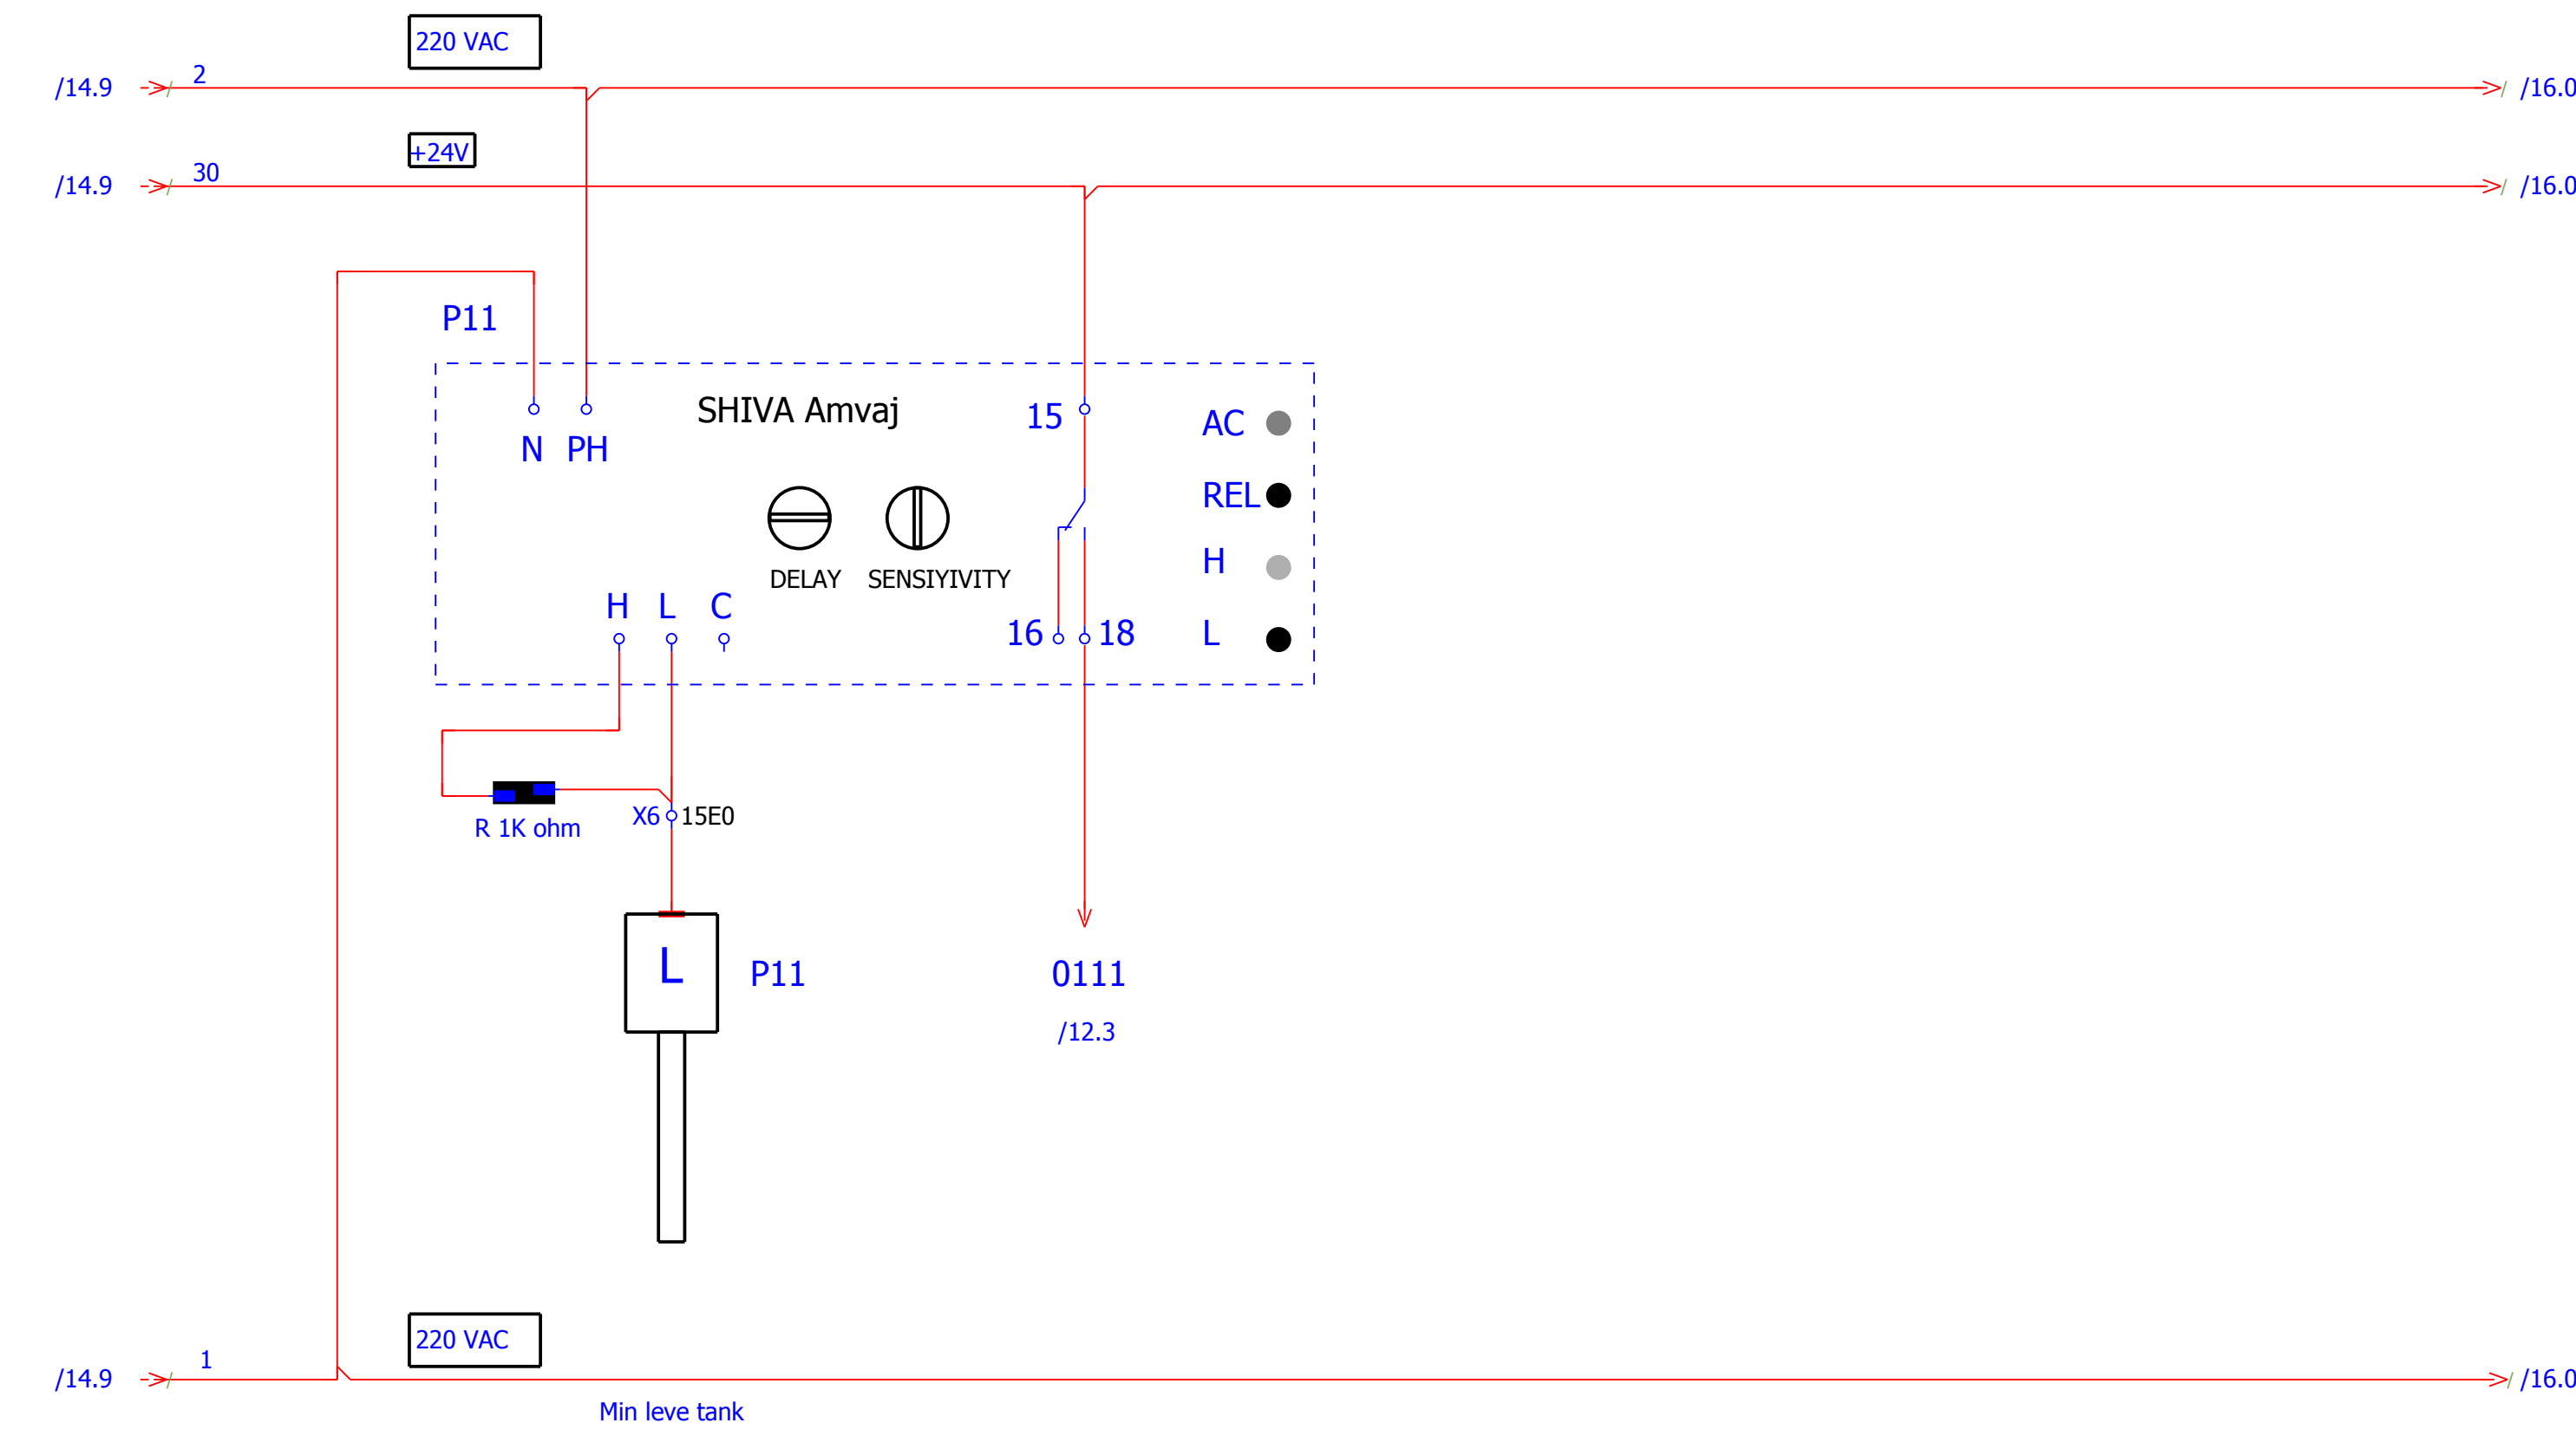 220 VAC
/14.9 2 /16.0
+24V
/14.9 30 /16.0
P11
SHIVA Amvaj
15
AC
N PH
REL
H
DELAY SENSIYIVITY
H L C
16 18
L
R 1K ohm
X6 15E0
L
P11
0111
/12.3
220 VAC
/14.9 1 /16.0
Min leve tank